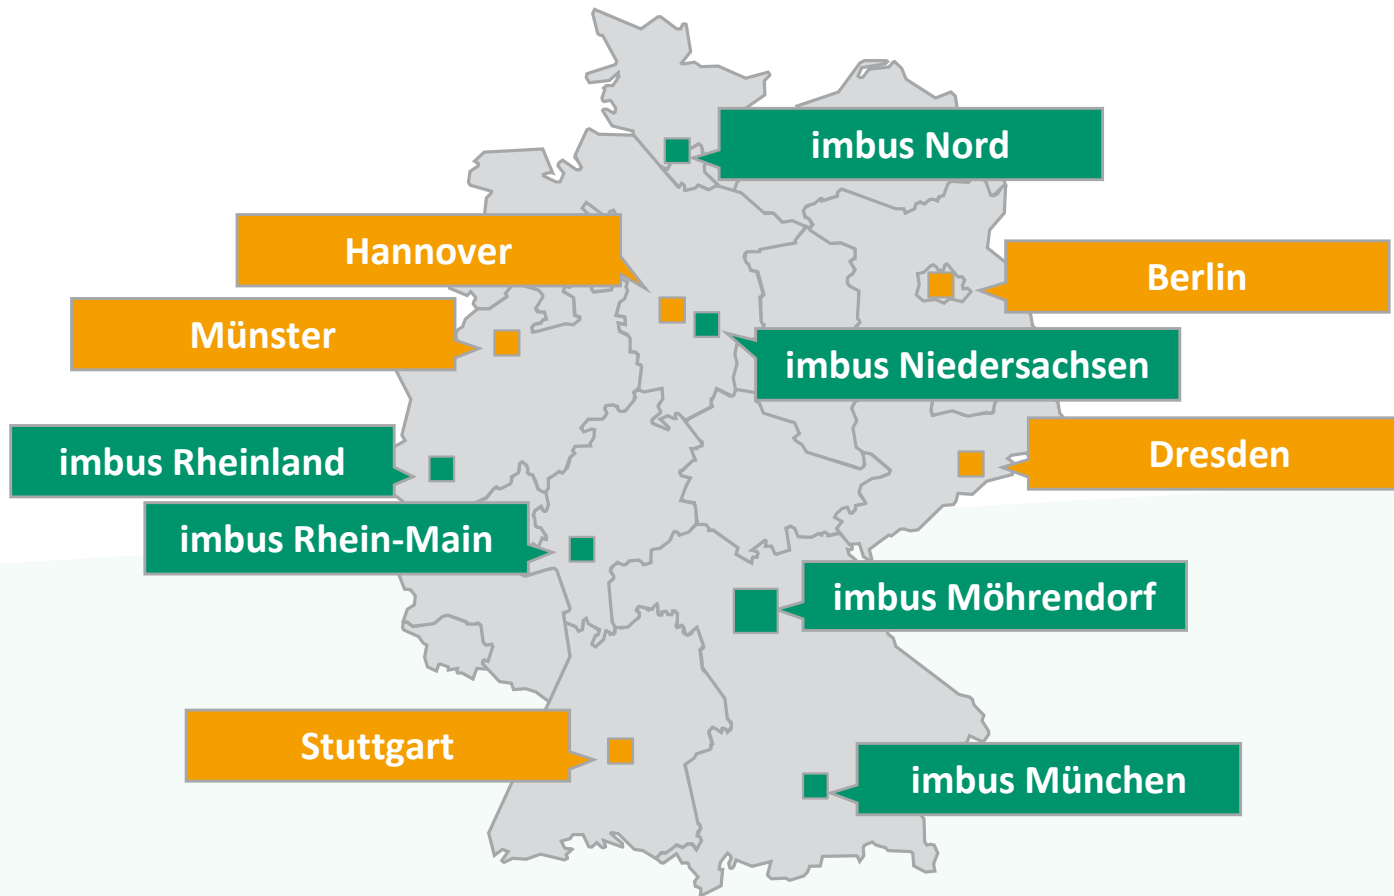 imbus Nord
Hannover
Berlin
Münster
imbus Niedersachsen
imbus Rheinland
Dresden
imbus Rhein-Main
imbus Möhrendorf
Stuttgart
imbus München